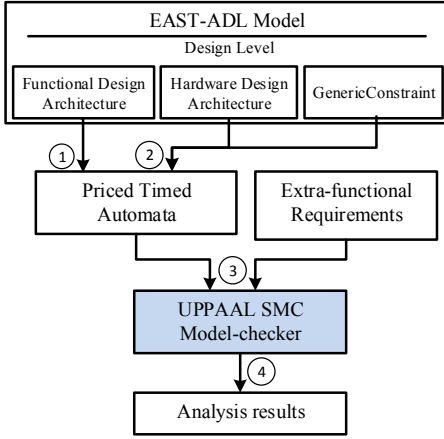 EAST-ADL Model
Design Level
Functional Design
Architecture
Hardware Design
Architecture
GenericConstraint
1
2
Priced Timed
Automata
Extra-functional
Requirements
3
UPPAAL SMC
Model-checker
4
Analysis results